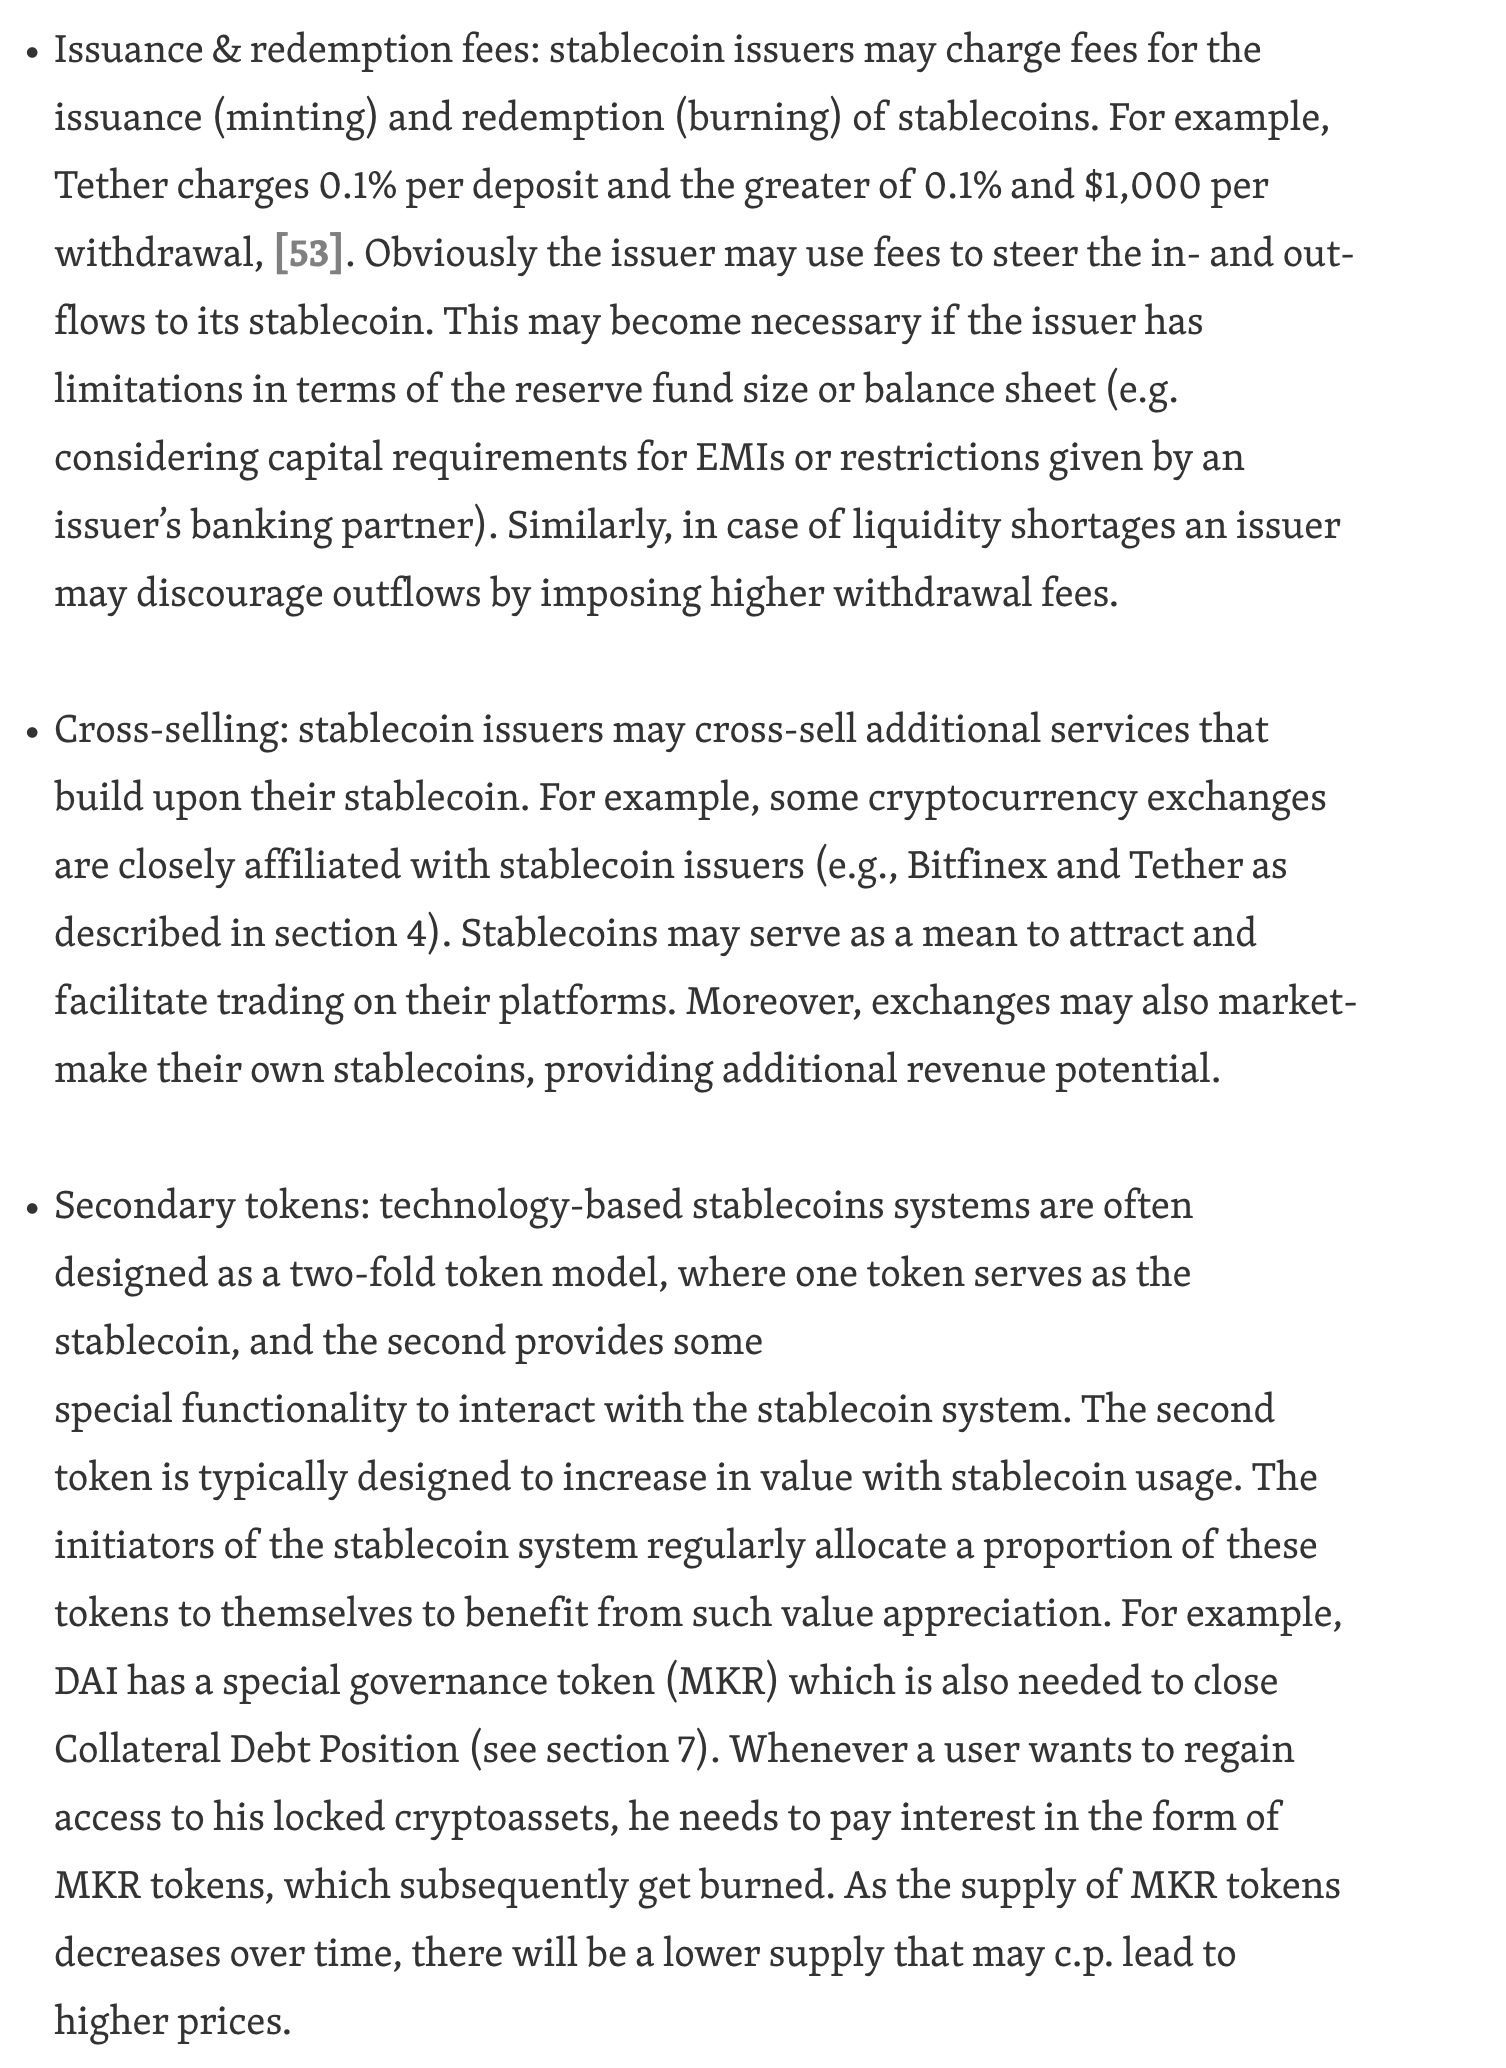 • Issuance & redemption fees: stablecoin issuers may charge fees for the
issuance (minting) and redemption (burning) of stablecoins. For example,
Tether charges 0.1% per deposit and the greater of 0.1% and $1,000 per
withdrawal, [53]. Obviously the issuer may use fees to steer the in- and out-
flows to its stablecoin. This may become necessary if the issuer has
limitations in terms of the reserve fund size or balance sheet (e.g.
considering capital requirements for EMIs or restrictions given by an
issuer’s banking partner). Similarly, in case of liquidity shortages an issuer
may discourage outflows by imposing higher withdrawal fees.
• Cross-selling: stablecoin issuers may cross-sell additional services that
build upon their stablecoin. For example, some cryptocurrency exchanges
are closely affiliated with stablecoin issuers (e.g., Bitfinex and Tether as
described in section 4). Stablecoins may serve as a mean to attract and
facilitate trading on their platforms. Moreover, exchanges may also market-
make their own stablecoins, providing additional revenue potential.
• Secondary tokens: technology-based stablecoins systems are often
designed as a two-fold token model, where one token serves as the
stablecoin, and the second provides some
special functionality to interact with the stablecoin system. The second
token is typically designed to increase in value with stablecoin usage. The
initiators of the stablecoin system regularly allocate a proportion of these
tokens to themselves to benefit from such value appreciation. For example,
DAI has a special governance token (MKR) which is also needed to close
Collateral Debt Position (see section 7). Whenever a user wants to regain
access to his locked cryptoassets, he needs to pay interest in the form of
MKR tokens, which subsequently get burned. As the supply of MKR tokens
decreases over time, there will be a lower supply that may c.p. lead to
higher prices.